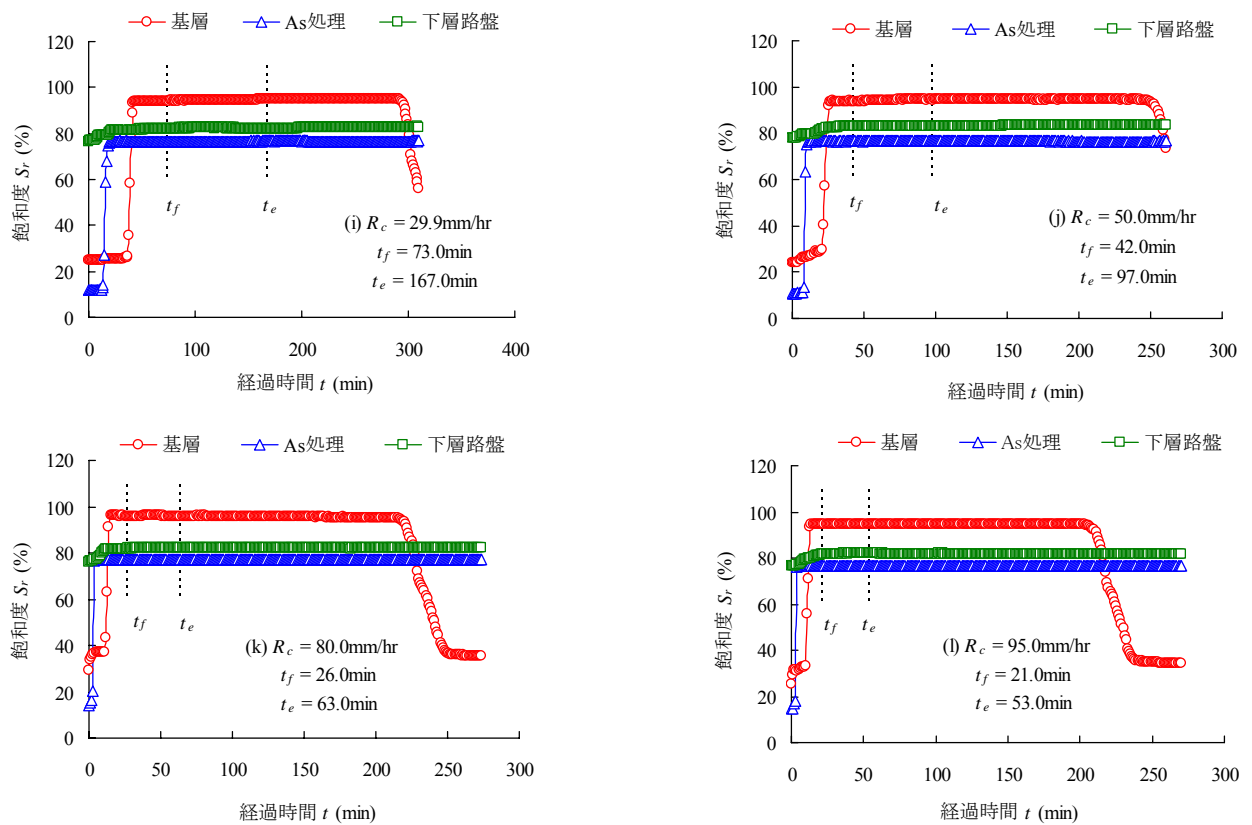 基層 As処理 下層路盤
120
100
80
60
40
20
0
飽和度 Sr (%)
tf
te
(i) Rc = 29.9mm/hr
tf = 73.0min
te = 167.0min
0 100 200 300 400
経過時間 t (min)
基層 As処理 下層路盤
120
100
80
60
40
20
0
飽和度 Sr (%)
tf
te
(j) Rc = 50.0mm/hr
tf = 42.0min
te = 97.0min
0 50 100 150 200 250 300
経過時間 t (min)
基層 As処理 下層路盤
120
100
80
60
40
20
0
飽和度 Sr (%)
tf
te
(k) Rc = 80.0mm/hr
tf = 26.0min
te = 63.0min
0 50 100 150 200 250 300
経過時間 t (min)
基層 As処理 下層路盤
120
100
80
60
40
20
0
飽和度 Sr (%)
tf
te
(l) Rc = 95.0mm/hr
tf = 21.0min
te = 53.0min
0 50 100 150 200 250 300
経過時間 t (min)